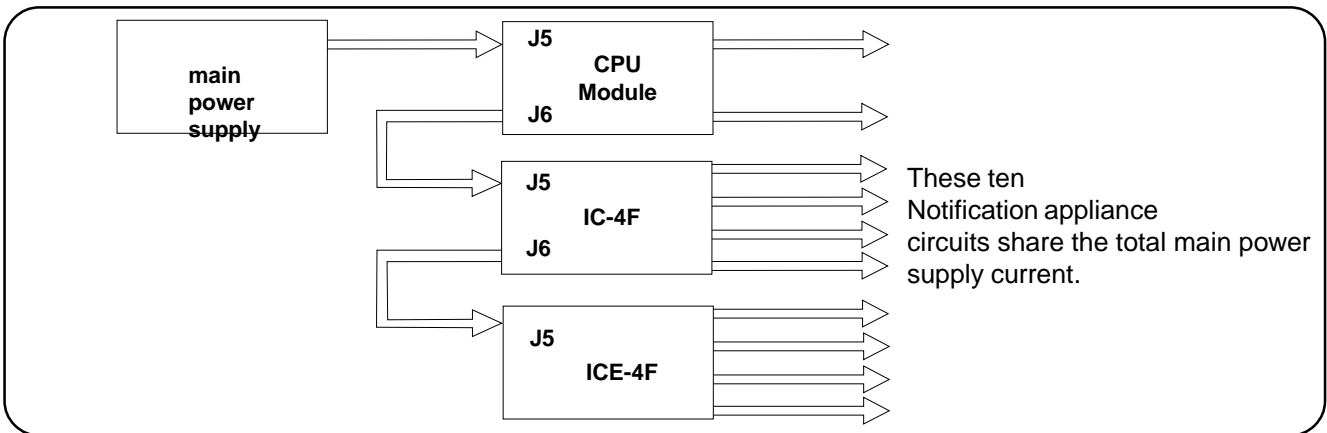 main
power
supply
J5
CPU
Module
J6
J5
IC-4F
J6
J5
ICE-4F
These ten
Notification appliance
circuits share the total main power
supply current.